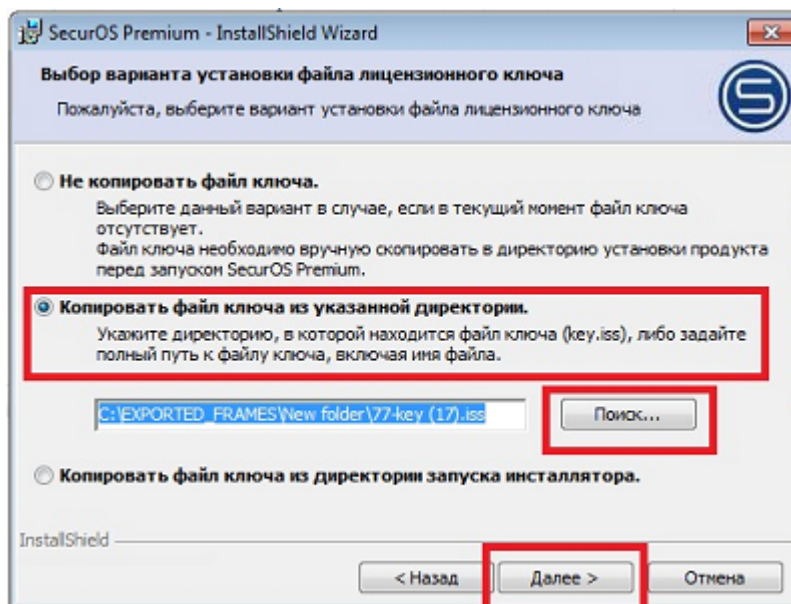 SecurOS Premium - InstallShield Wizard
Выбор варианта установки файла лицензионного ключа
Пожалуйста, выберите вариант установки файла лицензионного ключа
Не копировать файл ключа.
Выберите данный вариант в случае, если в текущий момент файл ключа
отсутствует.
Файл ключа необходимо вручную скопировать в директорию установки продукта
перед запуском SecurOS Premium.
Копировать файл ключа из указанной директории.
Укажите директорию, в которой находится файл ключа (key.iss), либо задайте
полный путь к файлу ключа, включая имя файла.
C:\EXPORTED_FRAMES\New folder\77-key (17).iss
Поиск...
Копировать файл ключа из директории запуска инсталлятора.
InstallShield
< Назад
Далее >
Отмена